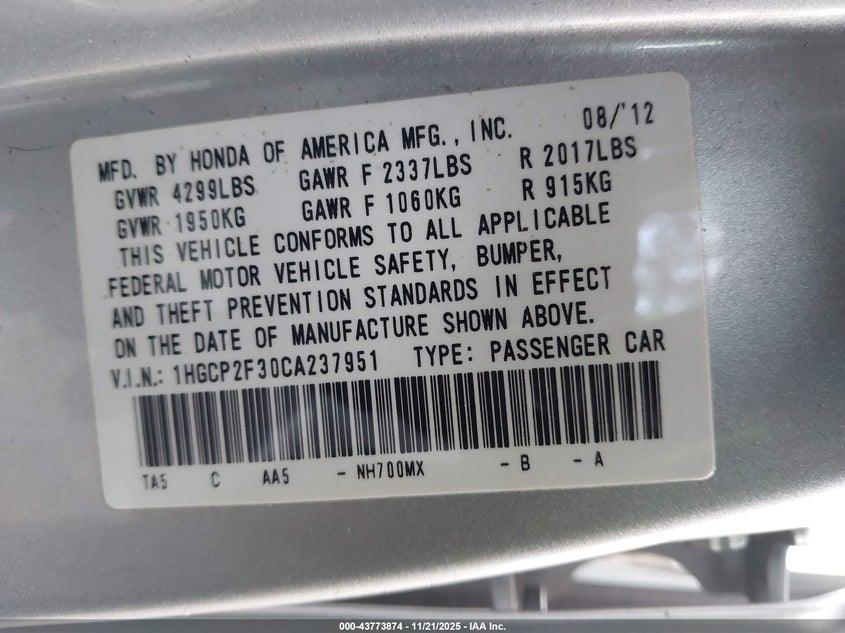 MFD. BY HONDA OF AMERICA MFG., INC. 08/'12
GVWR 4299LBS GAWR F 2337LBS R 2017LBS
GVWR 1950KG GAWR F 1060KG R 915KG
THIS VEHICLE CONFORMS TO ALL APPLICABLE
FEDERAL MOTOR VEHICLE SAFETY, BUMPER,
AND THEFT PREVENTION STANDARDS IN EFFECT
ON THE DATE OF MANUFACTURE SHOWN ABOVE.
V.I.N.: 1HGCP2F30CA237951 TYPE: PASSENGER CAR
TA5 C AA5 - NH700MX - B - A
000-43773874 - 11/21/2025 - IAA Inc.